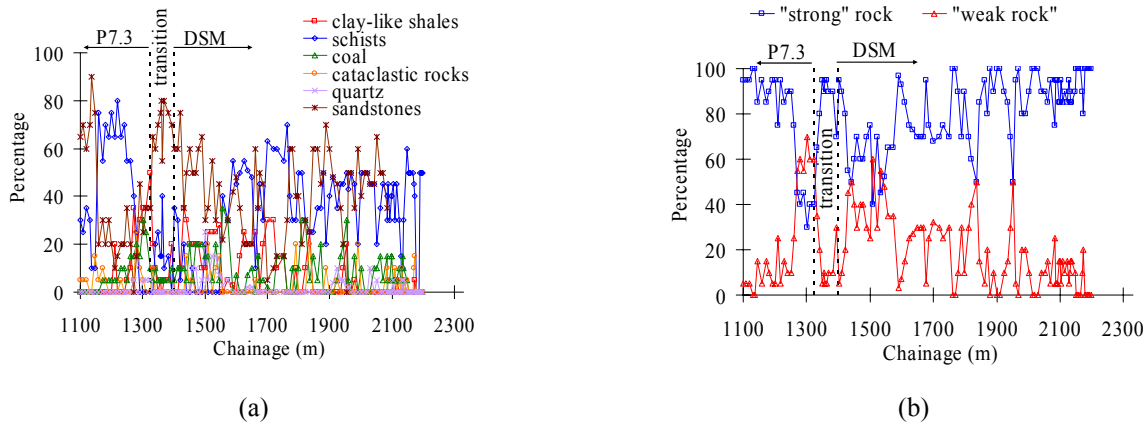 clay-like shales
schists
coal
cataclastic rocks
quartz
sandstones
P7.3
transition
DSM
100
80
60
40
20
0
Percentage
1100 1300 1500 1700 1900 2100 2300
Chainage (m)
(a)
"strong" rock
"weak rock"
P7.3
DSM
transition
100
80
60
40
20
0
Percentage
1100 1300 1500 1700 1900 2100 2300
Chainage (m)
(b)